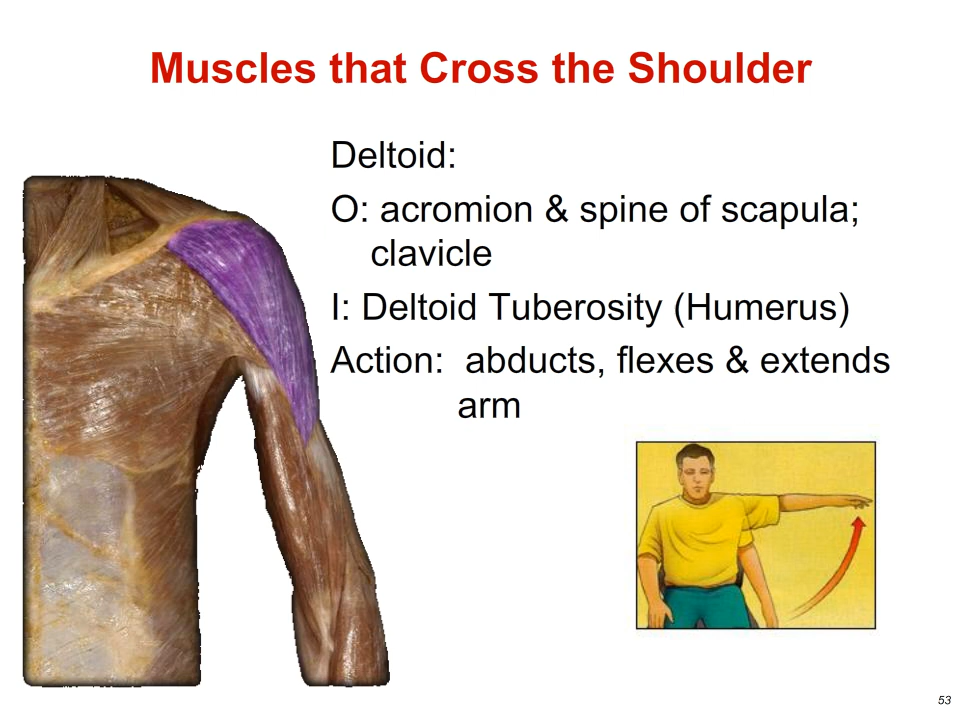 Muscles that Cross the Shoulder
Deltoid:
O: acromion & spine of scapula;
clavicle
I: Deltoid Tuberosity (Humerus)
Action: abducts, flexes & extends
arm
53